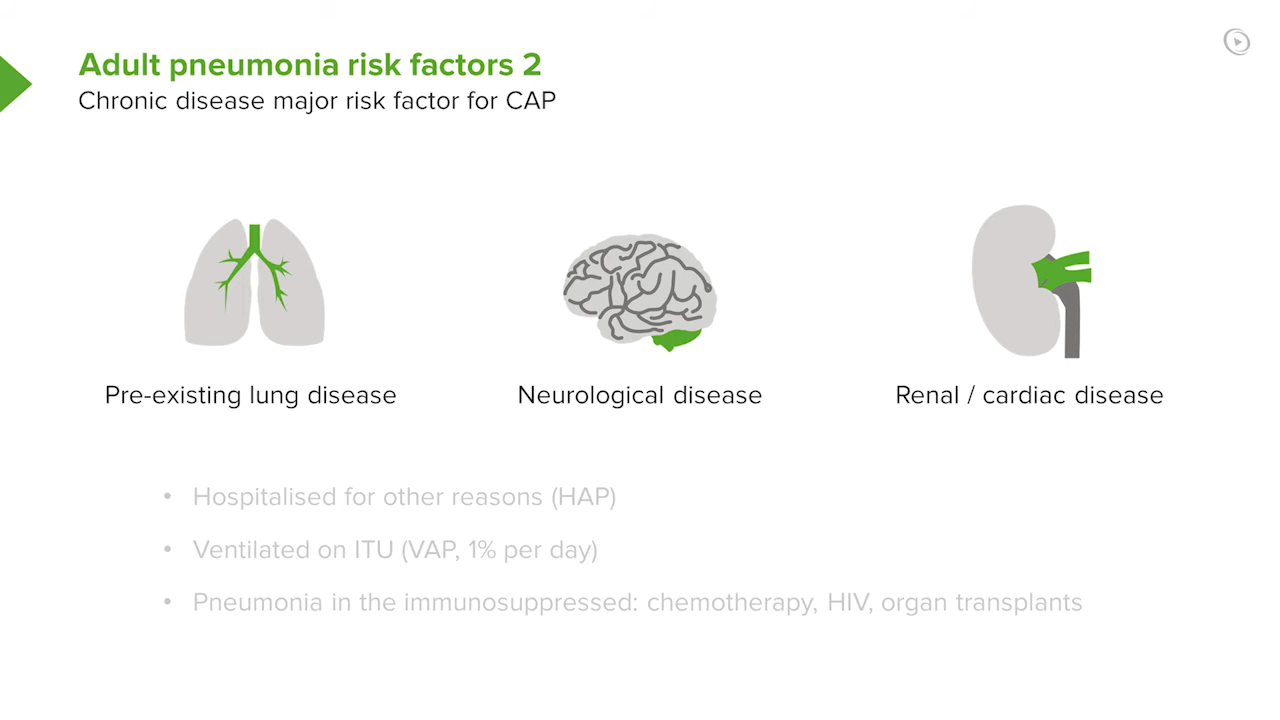 Adult pneumonia risk factors 2
Chronic disease major risk factor for CAP
Pre-existing lung disease
Neurological disease
Renal / cardiac disease
• Hospitalised for other reasons (HAP)
• Ventilated on ITU (VAP, 1% per day)
• Pneumonia in the immunosuppressed: chemotherapy, HIV, organ transplants